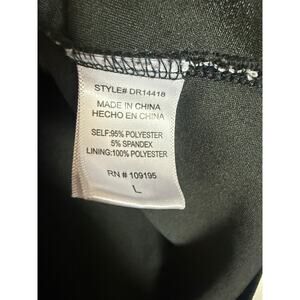 STYLE# DR14418
MADE IN CHINA
HECHO EN CHINA
SELF:95% POLYESTER
5% SPANDEX
LINING:100% POLYESTER
RN # 109195
L